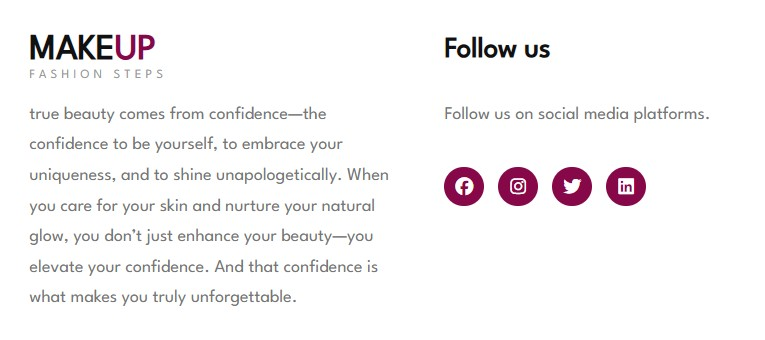 MAKEUP
FASHION STEPS
true beauty comes from confidence—the
confidence to be yourself, to embrace your
uniqueness, and to shine unapologetically. When
you care for your skin and nurture your natural
glow, you don’t just enhance your beauty—you
elevate your confidence. And that confidence is
what makes you truly unforgettable.
Follow us
Follow us on social media platforms.